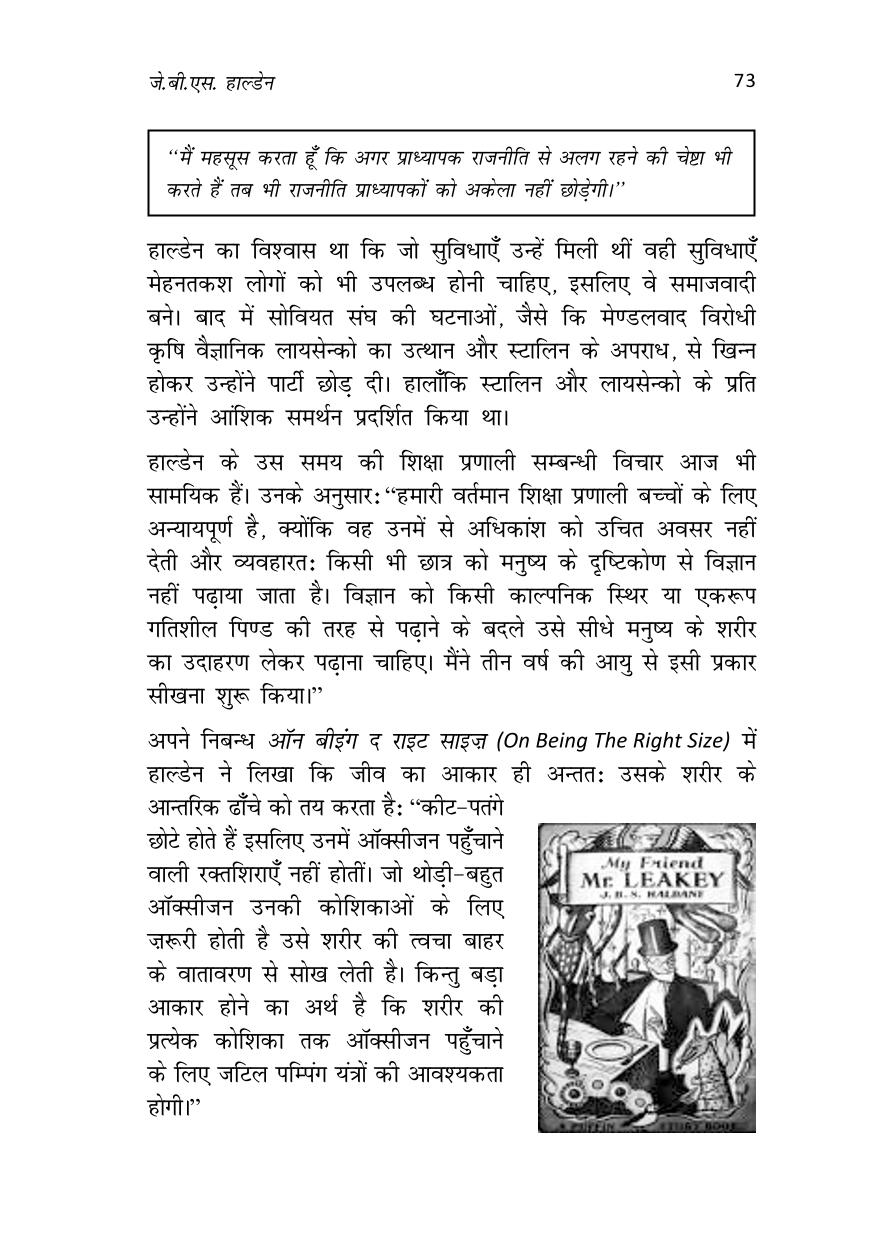 जे.बी.एस. हाल्डेन 73
“मैं महसूस करता हूँ कि अगर प्राध्यापक राजनीति से अलग रहने की चेष्टा भी
करते हैं तब भी राजनीति प्राध्यापकों को अकेला नहीं छोड़ेगी।”
हाल्डेन का विश्वास था कि जो सुविधाएँ उन्हें मिली थीं वही सुविधाएँ
मेहनतकश लोगों को भी उपलब्ध होनी चाहिए, इसलिए वे समाजवादी
बने। बाद में सोवियत संघ की घटनाओं, जैसे कि मेण्डलवाद विरोधी
कृषि वैज्ञानिक लायसेन्को का उत्थान और स्टालिन के अपराध, से खिन्न
होकर उन्होंने पार्टी छोड़ दी। हालाँकि स्टालिन और लायसेन्को के प्रति
उन्होंने आंशिक समर्थन प्रदर्शित किया था।
हाल्डेन के उस समय की शिक्षा प्रणाली सम्बन्धी विचार आज भी
सामयिक हैं। उनके अनुसार: “हमारी वर्तमान शिक्षा प्रणाली बच्चों के लिए
अन्यायपूर्ण है, क्योंकि वह उनमें से अधिकांश को उचित अवसर नहीं
देती और व्यवहारत: किसी भी छात्र को मनुष्य के दृष्टिकोण से विज्ञान
नहीं पढ़ाया जाता है। विज्ञान को किसी काल्पनिक स्थिर या एकरूप
गतिशील पिण्ड की तरह से पढ़ाने के बदले उसे सीधे मनुष्य के शरीर
का उदाहरण लेकर पढ़ाना चाहिए। मैंने तीन वर्ष की आयु से इसी प्रकार
सीखना शुरू किया।”
अपने निबन्ध ऑन बीइंग द राइट साइज़ (On Being The Right Size) में
हाल्डेन ने लिखा कि जीव का आकार ही अन्तत: उसके शरीर के
आन्तरिक ढाँचे को तय करता है: “कीट-पतंगे
छोटे होते हैं इसलिए उनमें ऑक्सीजन पहुँचाने
वाली रक्तशिराएँ नहीं होतीं। जो थोड़ी-बहुत
ऑक्सीजन उनकी कोशिकाओं के लिए
ज़रूरी होती है उसे शरीर की त्वचा बाहर
के वातावरण से सोख लेती है। किन्तु बड़ा
आकार होने का अर्थ है कि शरीर की
प्रत्येक कोशिका तक ऑक्सीजन पहुँचाने
के लिए जटिल पम्पिंग यंत्रों की आवश्यकता
होगी।”
My Friend
Mr. LEAKEY
J. B. S. HALDANE
A PUFFIN STORY BOOK